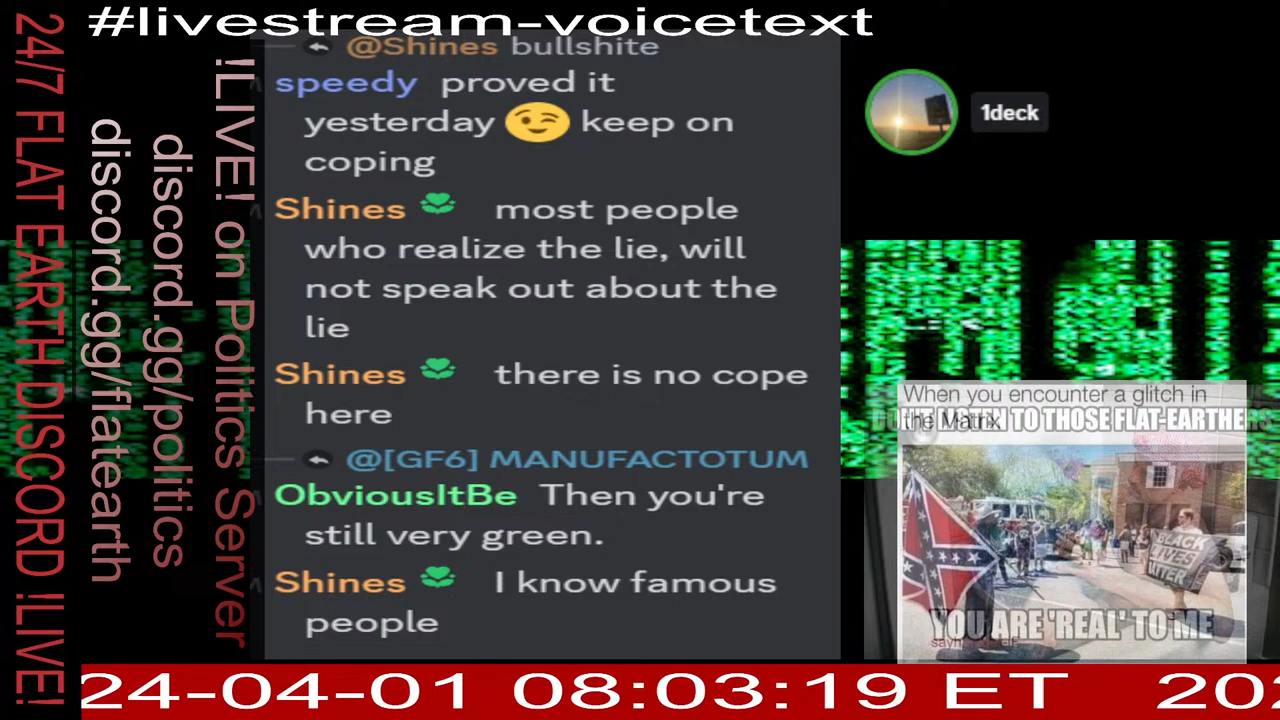 #livestream-voicetext
24/7 FLAT EARTH DISCORD !LIVE!
discord.gg/flatearth
discord.gg/politics
!LIVE! on Politics Server
@Shines bullshite
speedy proved it
yesterday 😉 keep on
coping
Shines most people
who realize the lie, will
not speak out about the
lie
Shines there is no cope
here
@[GF6] MANUFACTOTUM
ObviousItBe Then you're
still very green.
Shines I know famous
people
1deck
When you encounter a glitch in
the Matrix
TO THOSE FLAT-EARTHERS
BLACK
LIVES
MATTER
YOU ARE 'REAL' TO ME
24-04-01 08:03:19 ET 202